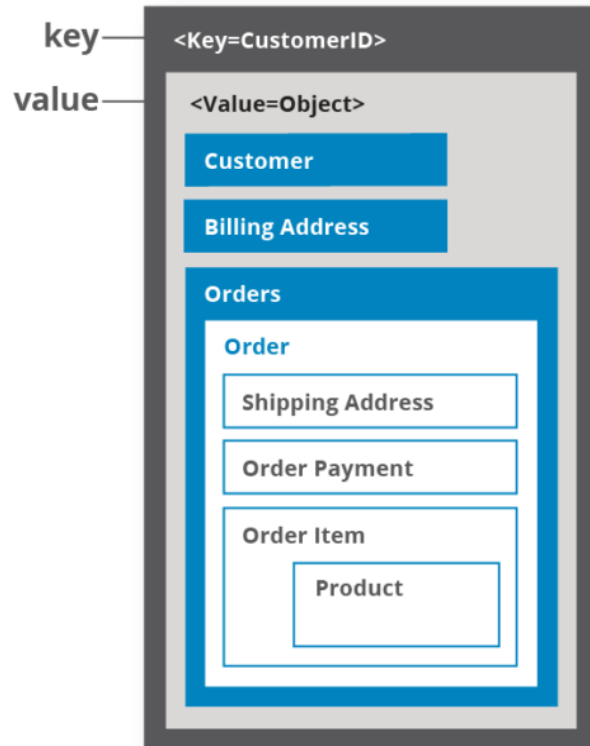 key
<Key=CustomerID>
value
<Value=Object>
Customer
Billing Address
Orders
Order
Shipping Address
Order Payment
Order Item
Product